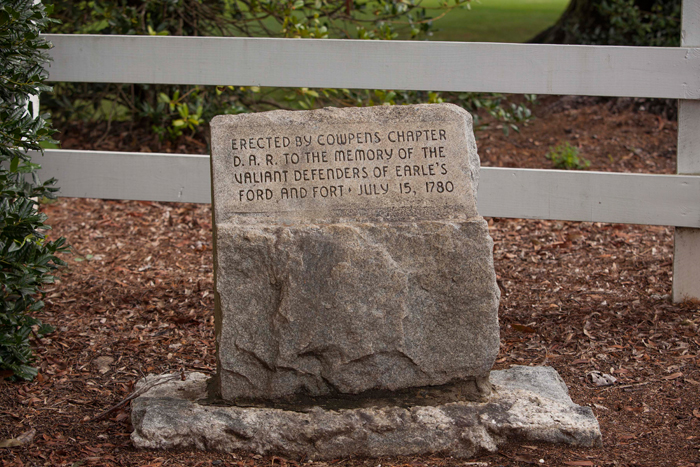 ERECTED BY COWPENS CHAPTER
D. A. R. TO THE MEMORY OF THE
VALIANT DEFENDERS OF EARLE'S
FORD AND FORT · JULY 15, 1780